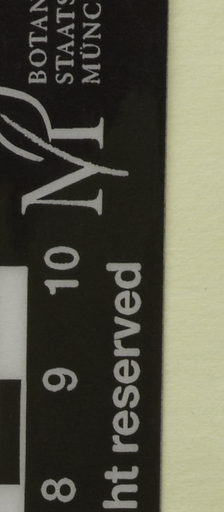 BOTAN
STAATS
MÜNC
M
8 9 10
ht reserved